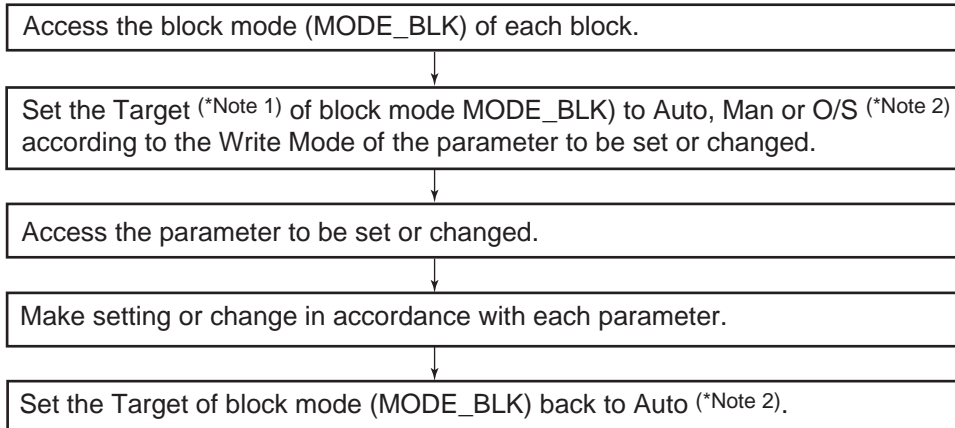 Access the block mode (MODE_BLK) of each block.
Set the Target (*Note 1) of block mode MODE_BLK) to Auto, Man or O/S (*Note 2)
according to the Write Mode of the parameter to be set or changed.
Access the parameter to be set or changed.
Make setting or change in accordance with each parameter.
Set the Target of block mode (MODE_BLK) back to Auto (*Note 2).